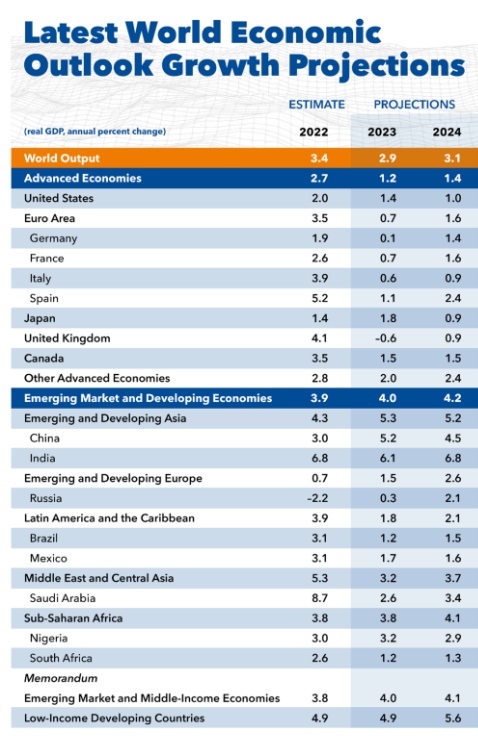 Latest World Economic
Outlook Growth Projections
ESTIMATE PROJECTIONS
(real GDP, annual percent change) 2022 2023 2024
World Output 3.4 2.9 3.1
Advanced Economies 2.7 1.2 1.4
United States 2.0 1.4 1.0
Euro Area 3.5 0.7 1.6
Germany 1.9 0.1 1.4
France 2.6 0.7 1.6
Italy 3.9 0.6 0.9
Spain 5.2 1.1 2.4
Japan 1.4 1.8 0.9
United Kingdom 4.1 –0.6 0.9
Canada 3.5 1.5 1.5
Other Advanced Economies 2.8 2.0 2.4
Emerging Market and Developing Economies 3.9 4.0 4.2
Emerging and Developing Asia 4.3 5.3 5.2
China 3.0 5.2 4.5
India 6.8 6.1 6.8
Emerging and Developing Europe 0.7 1.5 2.6
Russia –2.2 0.3 2.1
Latin America and the Caribbean 3.9 1.8 2.1
Brazil 3.1 1.2 1.5
Mexico 3.1 1.7 1.6
Middle East and Central Asia 5.3 3.2 3.7
Saudi Arabia 8.7 2.6 3.4
Sub-Saharan Africa 3.8 3.8 4.1
Nigeria 3.0 3.2 2.9
South Africa 2.6 1.2 1.3
Memorandum
Emerging Market and Middle-Income Economies 3.8 4.0 4.1
Low-Income Developing Countries 4.9 4.9 5.6